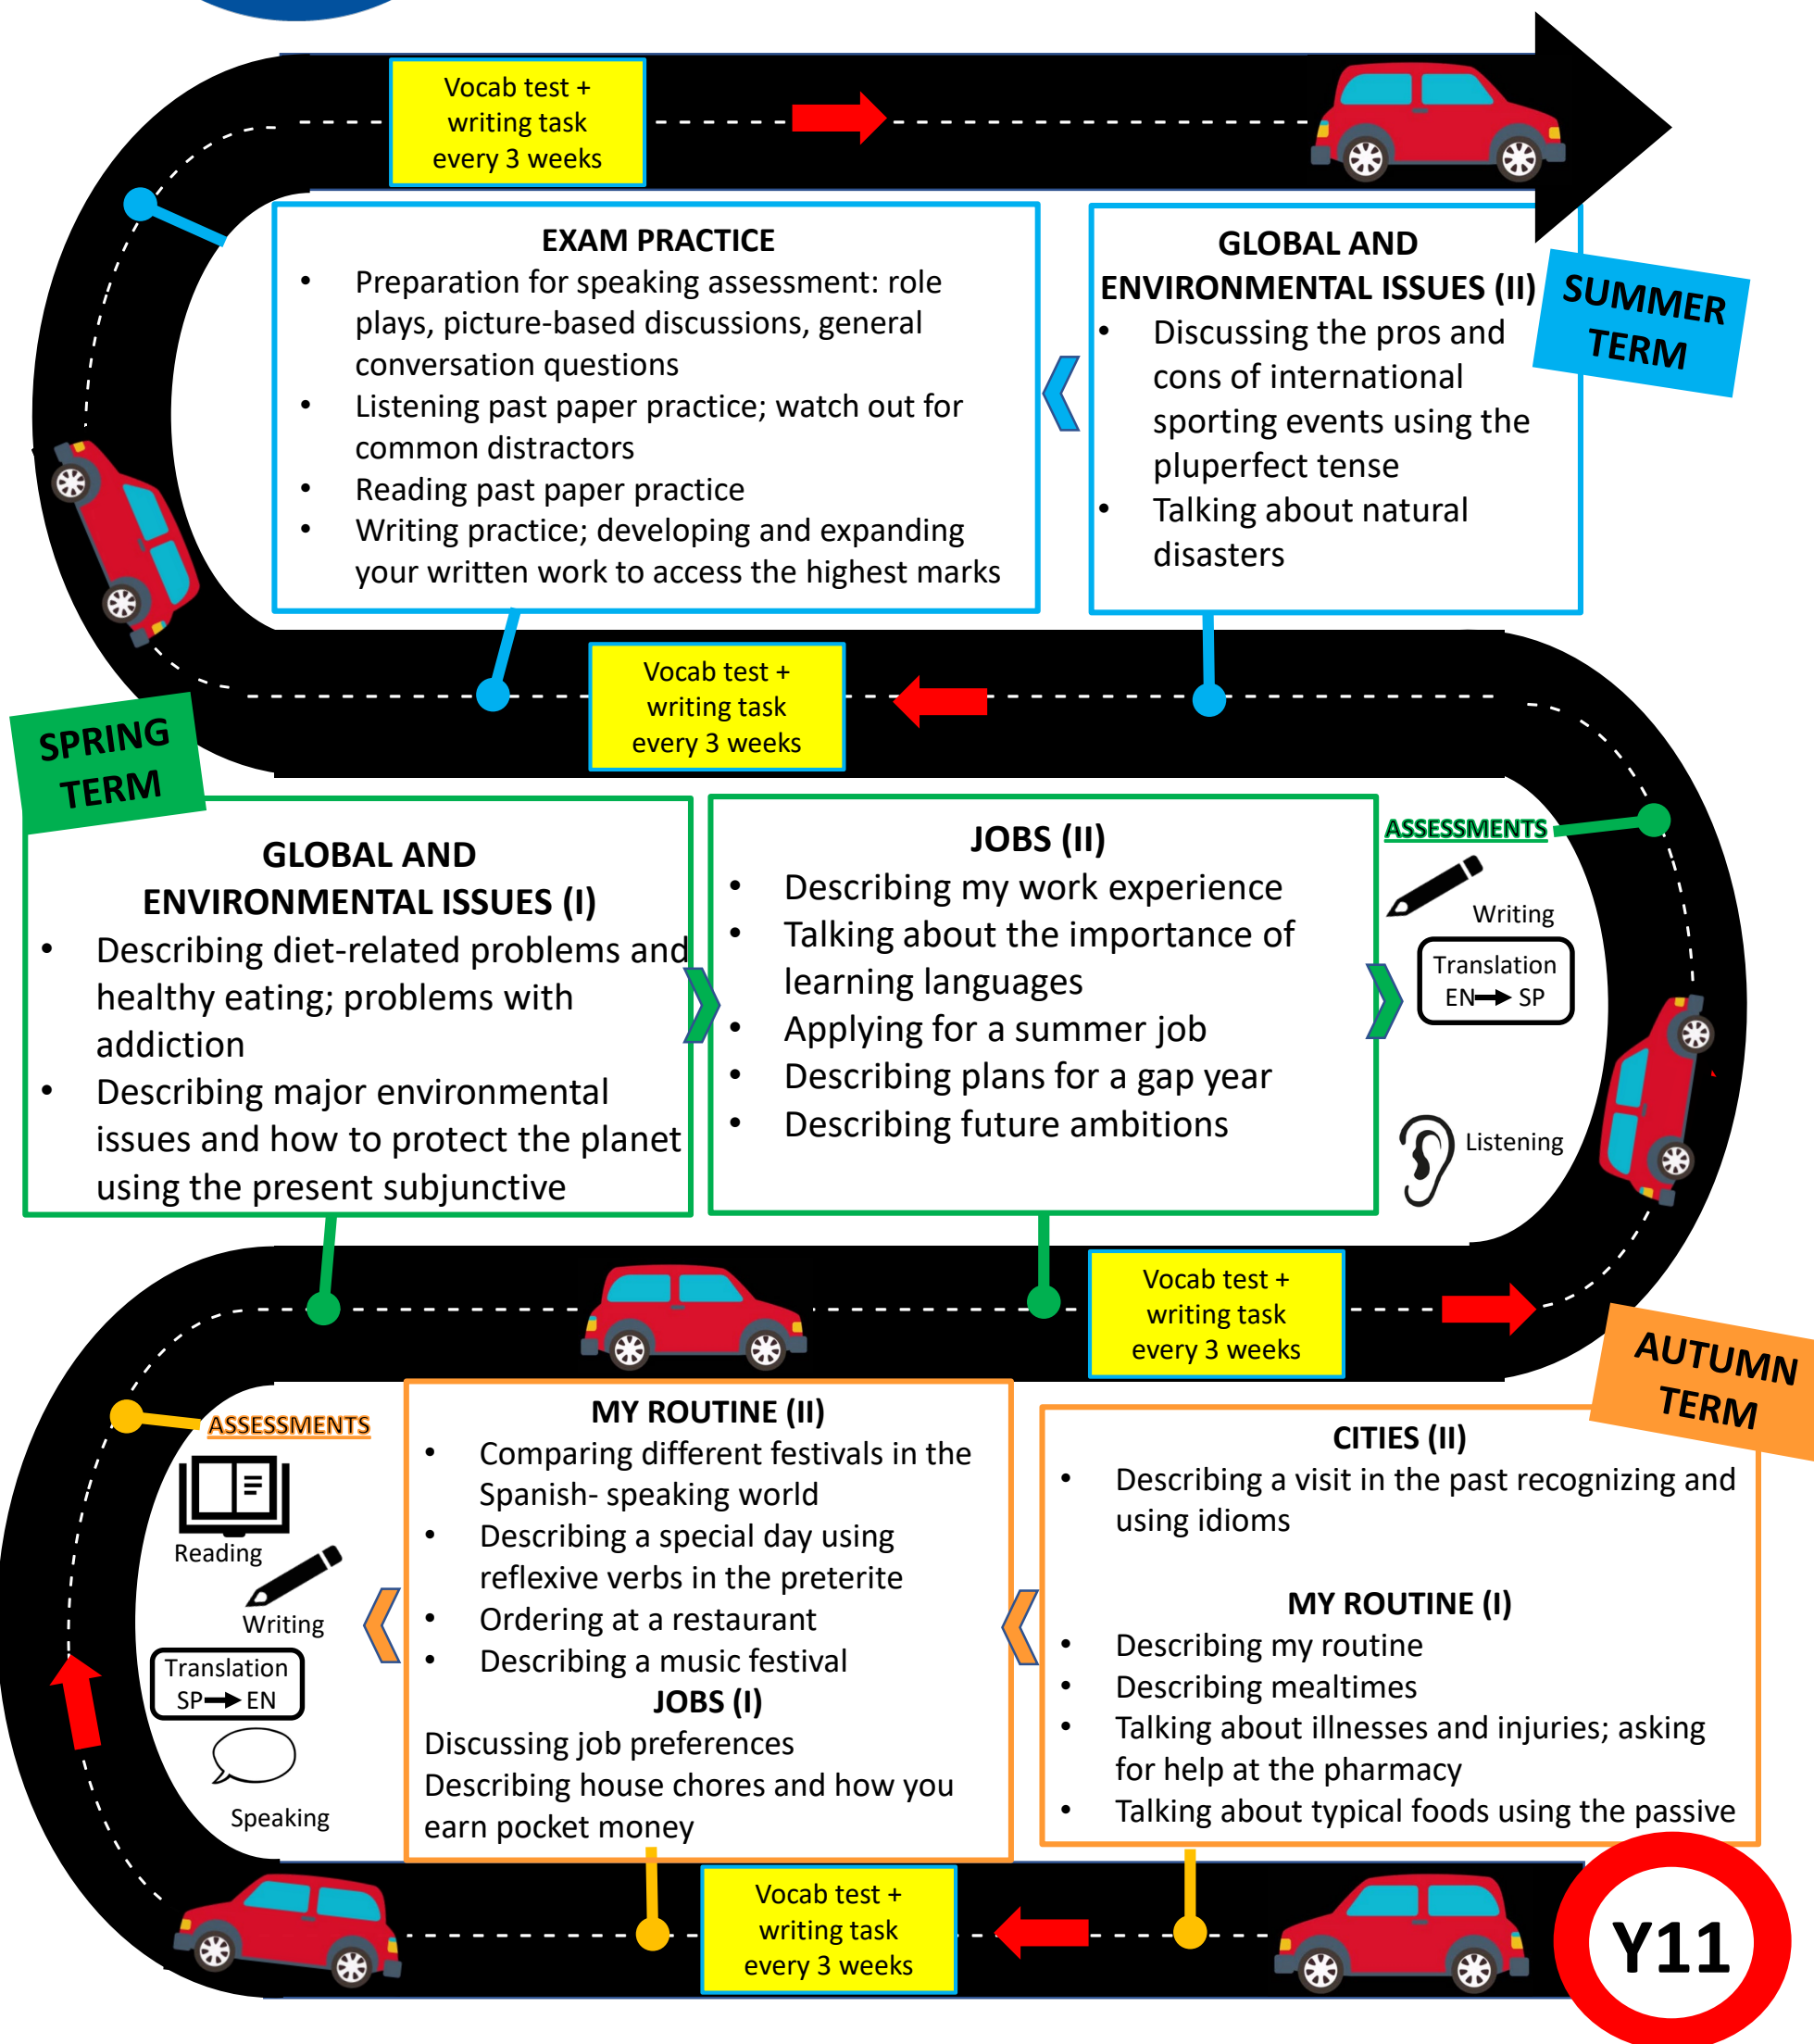 Vocab test +
writing task
every 3 weeks
EXAM PRACTICE
• Preparation for speaking assessment: role
plays, picture-based discussions, general
conversation questions
• Listening past paper practice; watch out for
common distractors
• Reading past paper practice
• Writing practice; developing and expanding
your written work to access the highest marks
GLOBAL AND
ENVIRONMENTAL ISSUES (II)
• Discussing the pros and
cons of international
sporting events using the
pluperfect tense
• Talking about natural
disasters
SUMMER
TERM
Vocab test +
writing task
every 3 weeks
SPRING
TERM
GLOBAL AND
ENVIRONMENTAL ISSUES (I)
• Describing diet-related problems and
healthy eating; problems with
addiction
• Describing major environmental
issues and how to protect the planet
using the present subjunctive
JOBS (II)
• Describing my work experience
• Talking about the importance of
learning languages
• Applying for a summer job
• Describing plans for a gap year
• Describing future ambitions
ASSESSMENTS
Writing
Translation
EN SP
Listening
Vocab test +
writing task
every 3 weeks
AUTUMN
TERM
ASSESSMENTS
Reading
Writing
Translation
SP EN
Speaking
MY ROUTINE (II)
• Comparing different festivals in the
Spanish- speaking world
• Describing a special day using
reflexive verbs in the preterite
• Ordering at a restaurant
• Describing a music festival
JOBS (I)
Discussing job preferences
Describing house chores and how you
earn pocket money
CITIES (II)
• Describing a visit in the past recognizing and
using idioms
MY ROUTINE (I)
• Describing my routine
• Describing mealtimes
• Talking about illnesses and injuries; asking
for help at the pharmacy
• Talking about typical foods using the passive
Vocab test +
writing task
every 3 weeks
Y11